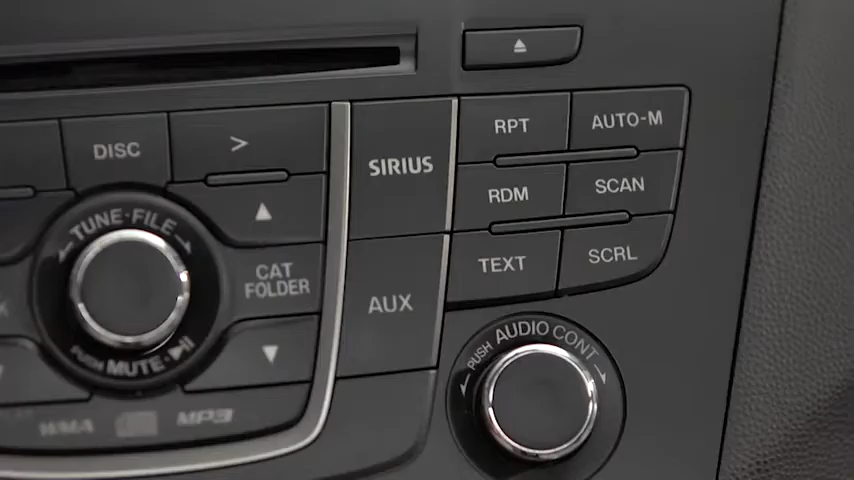 RPT
AUTO-M
DISC
>
SIRIUS
RDM
SCAN
TUNE·FILE
CAT
FOLDER
TEXT
SCRL
AUX
PUSH
MUTE·
PUSH
AUDIO CONT
WMA
MP3